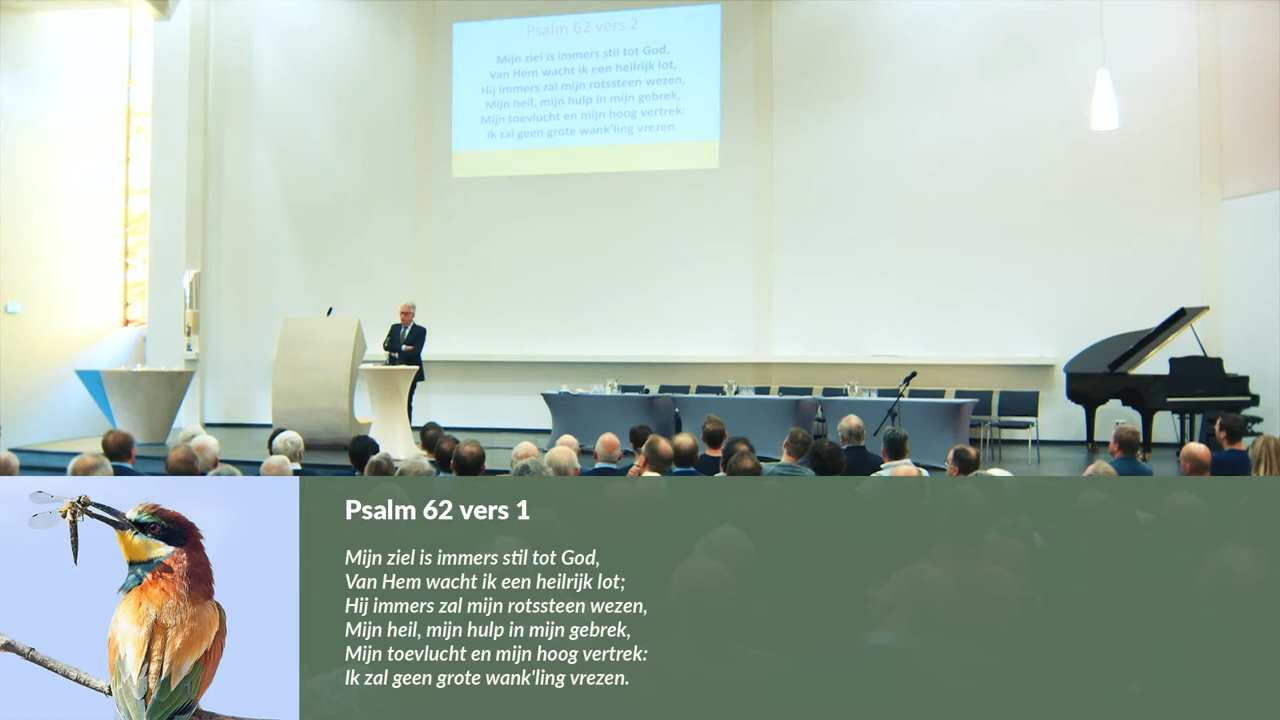 Psalm 62 vers 2
Mijn ziel is immers stil tot God,
Van Hem wacht ik een heilrijk lot,
Hij immers zal mijn rotssteen wezen,
Mijn heil, mijn hulp in mijn gebrek,
Mijn toevlucht en mijn hoog vertrek:
Ik zal geen grote wank'ling vrezen.
Psalm 62 vers 1
Mijn ziel is immers stil tot God,
Van Hem wacht ik een heilrijk lot;
Hij immers zal mijn rotssteen wezen,
Mijn heil, mijn hulp in mijn gebrek,
Mijn toevlucht en mijn hoog vertrek:
Ik zal geen grote wank'ling vrezen.